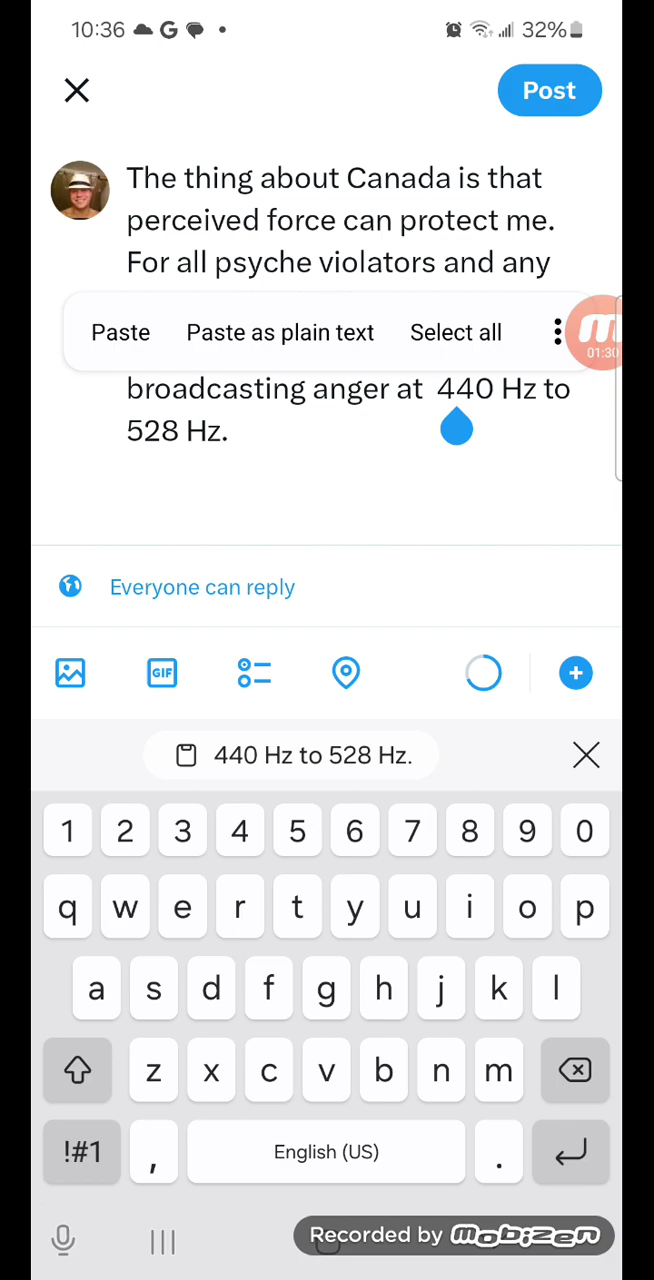 10:36 G 32%
Post
The thing about Canada is that
perceived force can protect me.
For all psyche violators and any
Paste Paste as plain text Select all
01:30
broadcasting anger at 440 Hz to
528 Hz.
Everyone can reply
GIF
440 Hz to 528 Hz.
1 2 3 4 5 6 7 8 9 0
q w e r t y u i o p
a s d f g h j k l
z x c v b n m
!#1 , English (US) .
Recorded by mobizen